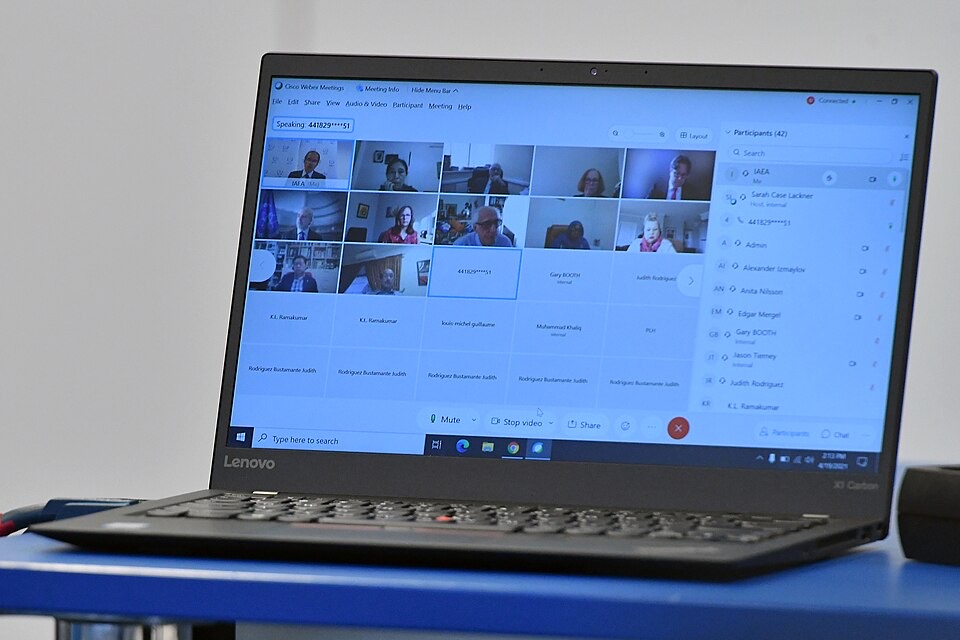 Cisco Webex Meetings Meeting Info Hide Menu Bar
Connected
File Edit Share View Audio & Video Participant Meeting Help
Speaking: 441829****51
Layout
Participants (42)
Search
IAEA
Me
Sarah Case Lackner
Host, internal
441829****51
Admin
Alexander Izmaylov
Anita Nilsson
Edgar Mergel
Gary BOOTH
Internal
Jason Tierney
Internal
Judith Rodriguez
K.L. Ramakumar
IAEA (Me)
441829****51
Gary BOOTH
internal
Judith Rodriguez
K.L. Ramakumar
K.L. Ramakumar
louis-michel guillaume
Muhammad Khaliq
internal
PLH
Rodriguez Bustamante Judith
Rodriguez Bustamante Judith
Rodriguez Bustamante Judith
Rodriguez Bustamante Judith
Rodriguez Bustamante Judith
Mute
Stop video
Share
Participants
Chat
Type here to search
2:13 PM
4/19/2021
Lenovo
X1 Carbon